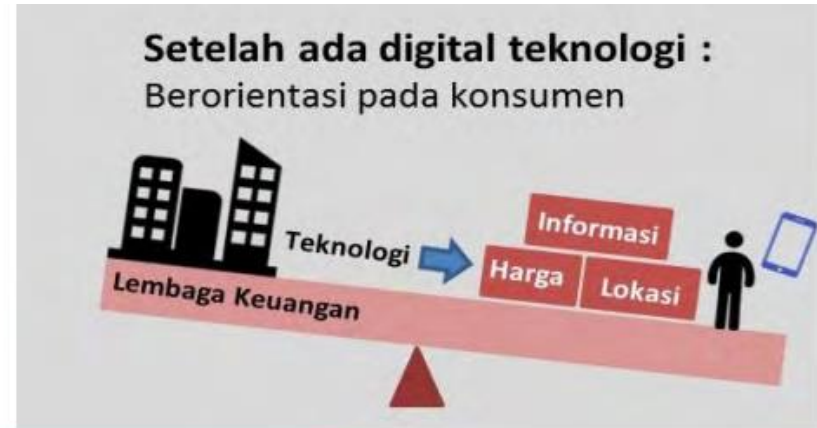 Setelah ada digital teknologi :
Berorientasi pada konsumen
Informasi
Teknologi
Harga
Lokasi
Lembaga Keuangan